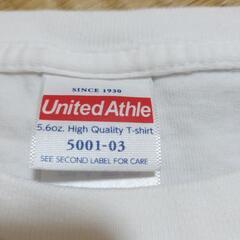 SINCE 1930
United Athle
5.6oz. High Quality T-shirt
5001-03
SEE SECOND LABEL FOR CARE